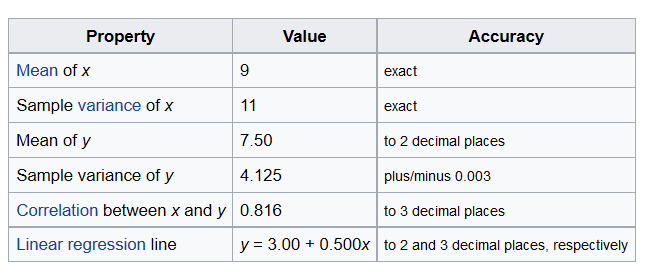 Property Value Accuracy
Mean of x 9 exact
Sample variance of x 11 exact
Mean of y 7.50 to 2 decimal places
Sample variance of y 4.125 plus/minus 0.003
Correlation between x and y 0.816 to 3 decimal places
Linear regression line y = 3.00 + 0.500x to 2 and 3 decimal places, respectively